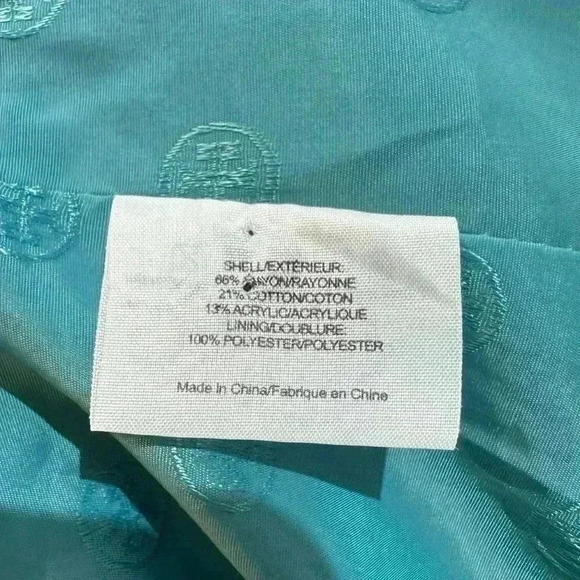 SHELL/EXTÉRIEUR:
66% RAYON/RAYONNE
21% COTTON/COTON
13% ACRYLIC/ACRYLIQUE
LINING/DOUBLURE:
100% POLYESTER/POLYESTER
Made in China/Fabrique en Chine